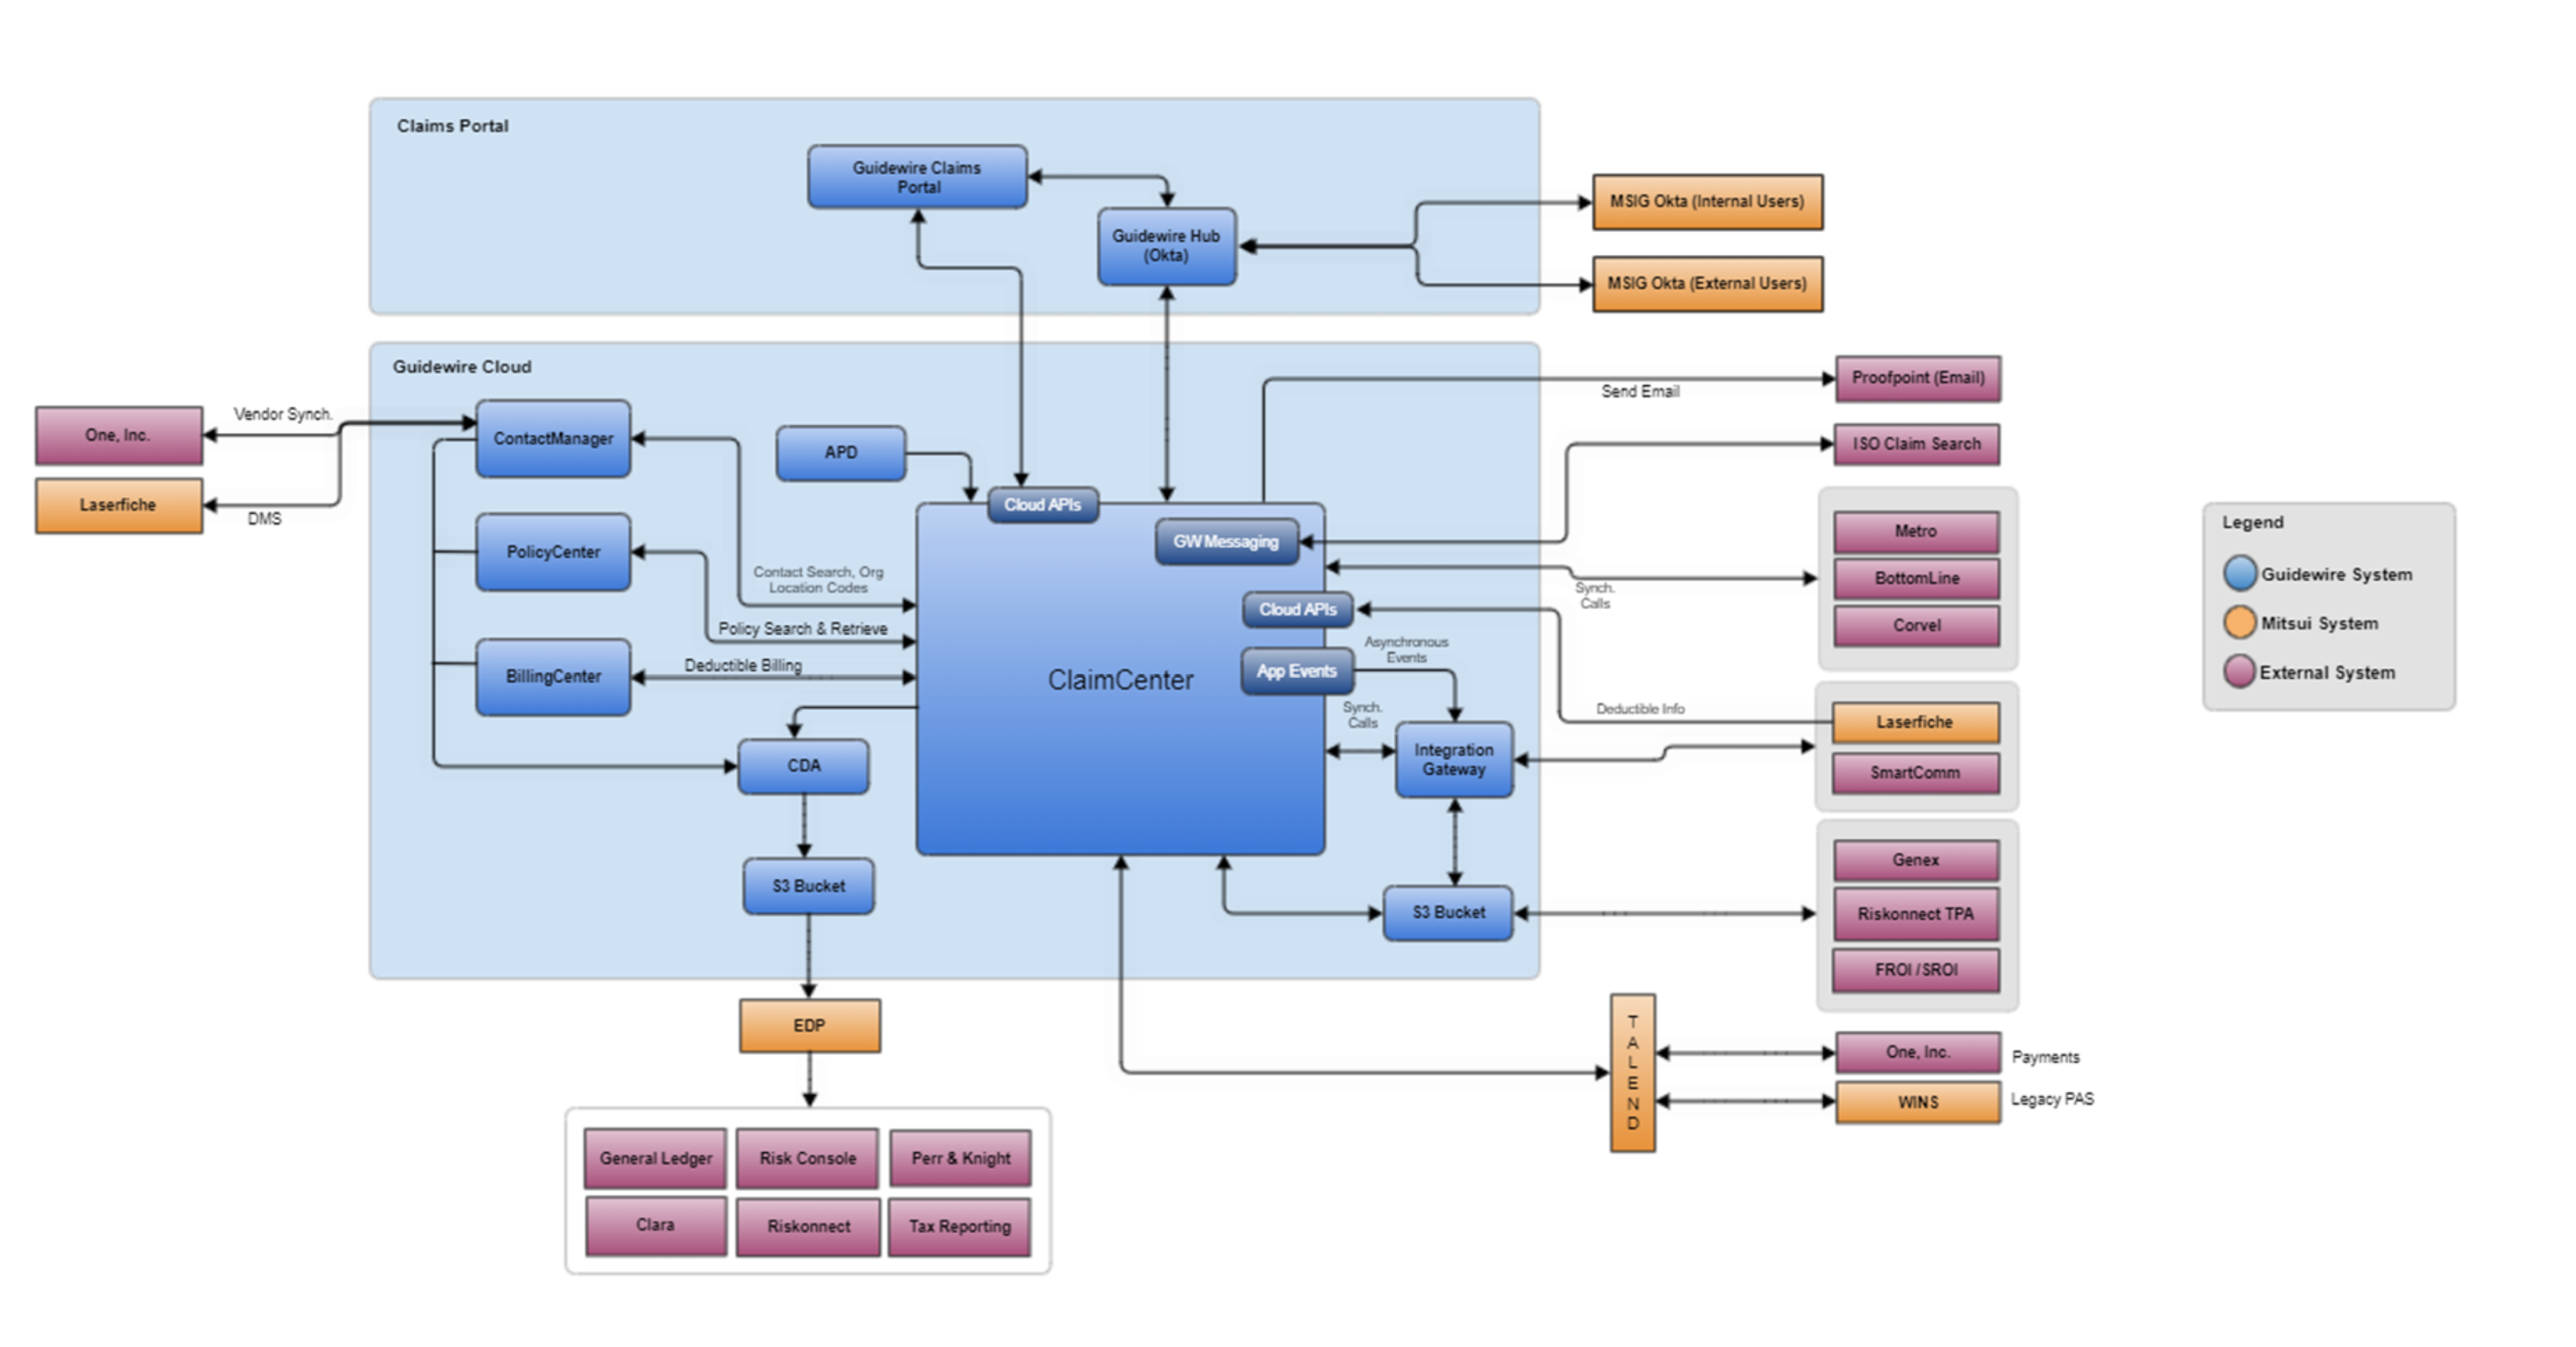 Claims Portal
Guidewire Claims
Portal
Guidewire Hub
(Okta)
MSIG Okta (Internal Users)
MSIG Okta (External Users)
Guidewire Cloud
Proofpoint (Email)
Send Email
One, Inc.
Vendor Synch.
ContactManager
APD
ISO Claim Search
Laserfiche
DMS
Cloud APIs
GW Messaging
Metro
BottomLine
Corvel
Synch.
Calls
PolicyCenter
Contact Search, Org
Location Codes
Policy Search & Retrieve
Cloud APIs
Asynchronous
Events
BillingCenter
Deductible Billing
ClaimCenter
App Events
Synch.
Calls
Deductible Info
Laserfiche
SmartComm
Integration
Gateway
CDA
S3 Bucket
S3 Bucket
Genex
Riskonnect TPA
FROI /SROI
EDP
TALEND
One, Inc.
Payments
WINS
Legacy PAS
General Ledger
Risk Console
Perr & Knight
Clara
Riskonnect
Tax Reporting
Legend
Guidewire System
Mitsui System
External System